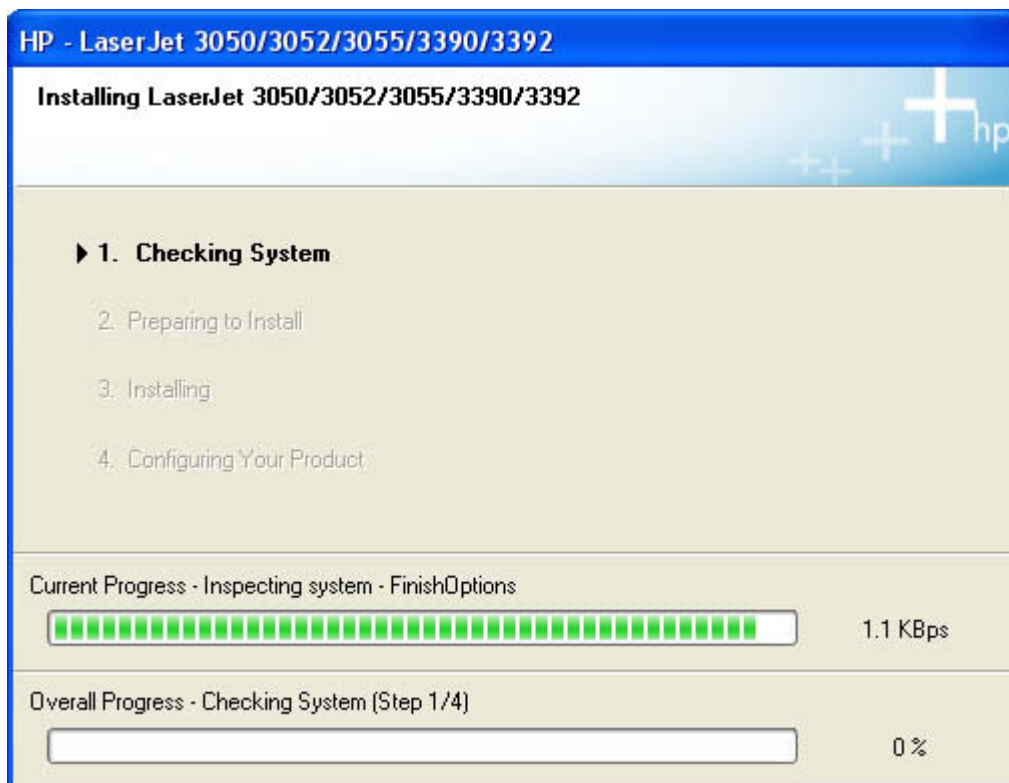 HP - LaserJet 3050/3052/3055/3390/3392
Installing LaserJet 3050/3052/3055/3390/3392
hp
1. Checking System
2. Preparing to Install
3. Installing
4. Configuring Your Product
Current Progress - Inspecting system - FinishOptions
1.1 KBps
Overall Progress - Checking System (Step 1/4)
0 %